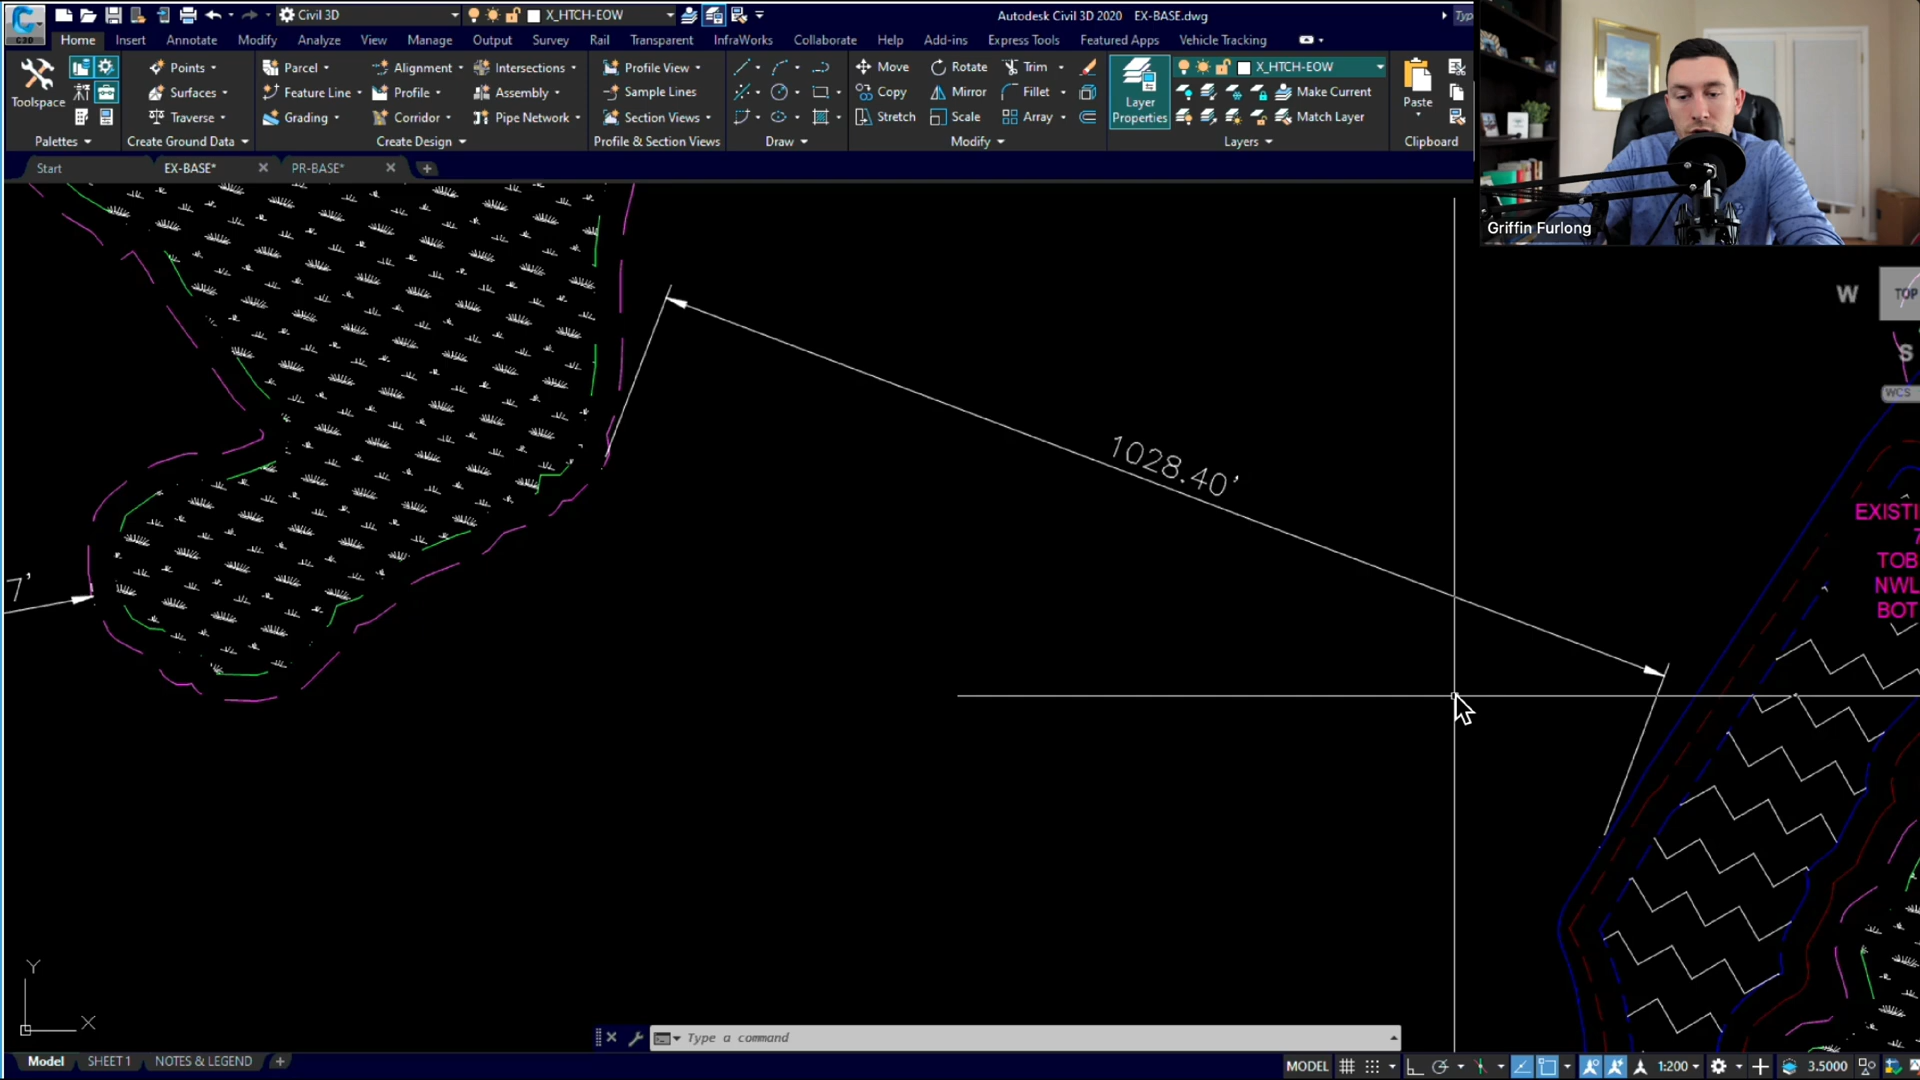 Civil 3D
X_HTCH-EOW
Autodesk Civil 3D 2020 EX-BASE.dwg
Typ
C3D
Home Insert Annotate Modify Analyze View Manage Output Survey Rail Transparent InfraWorks Collaborate Help Add-ins Express Tools Featured Apps Vehicle Tracking
Toolspace
Palettes
Points
Surfaces
Traverse
Create Ground Data
Parcel
Feature Line
Grading
Alignment
Profile
Corridor
Intersections
Assembly
Pipe Network
Create Design
Profile View
Sample Lines
Section Views
Profile & Section Views
Draw
Move
Copy
Stretch
Rotate
Mirror
Scale
Trim
Fillet
Array
Modify
Layer
Properties
X_HTCH-EOW
Make Current
Match Layer
Layers
Paste
Clipboard
Griffin Furlong
Start EX-BASE* PR-BASE*
W
TOP
S
WCS
1028.40'
7'
EXISTI
7
TOB
NWL
BOT
Y
X
Type a command
Model SHEET 1 NOTES & LEGEND
MODEL
1:200
3.5000